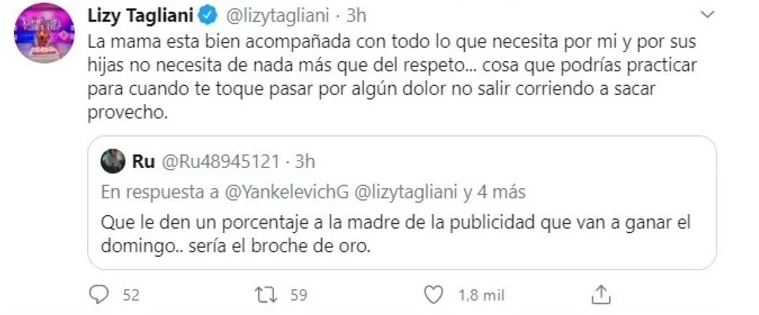 Lizy Tagliani @lizytagliani · 3h
La mama esta bien acompañada con todo lo que necesita por mi y por sus
hijas no necesita de nada más que del respeto... cosa que podrías practicar
para cuando te toque pasar por algún dolor no salir corriendo a sacar
provecho.
Ru @Ru48945121 · 3h
En respuesta a @YankelevichG @lizytagliani y 4 más
Que le den un porcentaje a la madre de la publicidad que van a ganar el
domingo.. sería el broche de oro.
52 59 1,8 mil